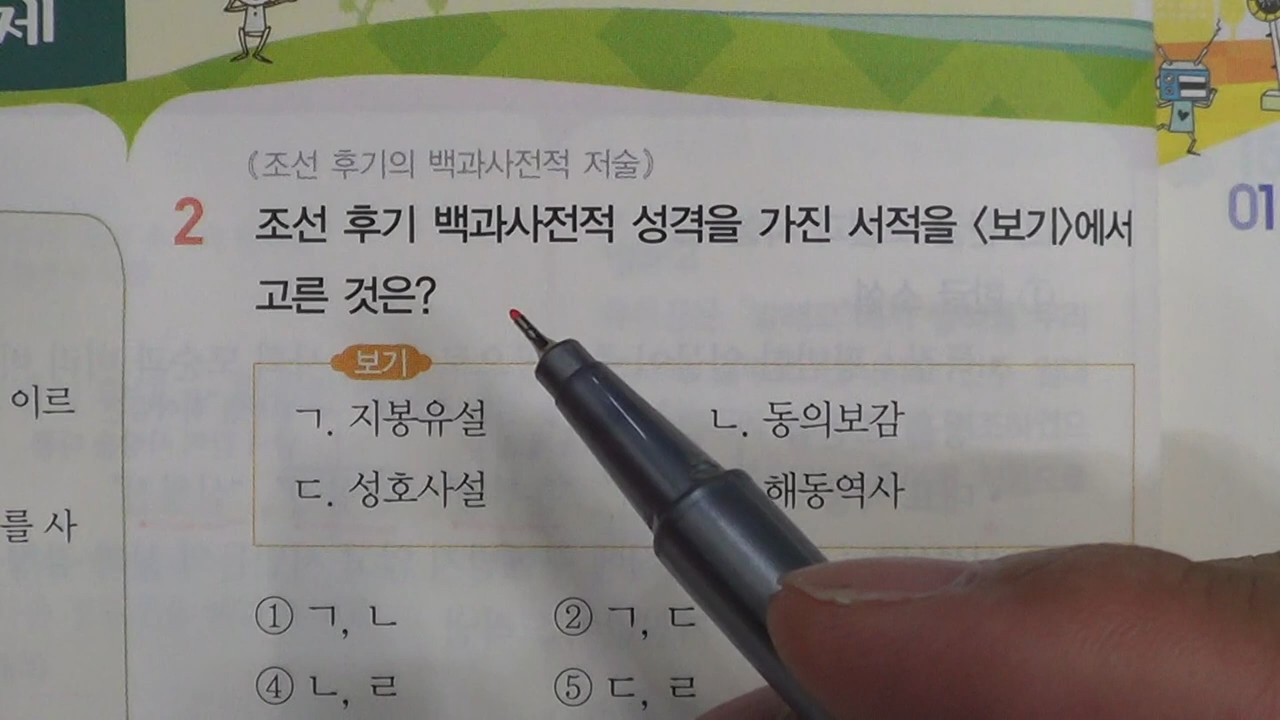 제
《조선 후기의 백과사전적 저술》
2 조선 후기 백과사전적 성격을 가진 서적을 <보기>에서
고른 것은?
보기
ㄱ. 지봉유설 ㄴ. 동의보감
ㄷ. 성호사설 해동역사
① ㄱ, ㄴ ② ㄱ, ㄷ
④ ㄴ, ㄹ ⑤ ㄷ, ㄹ
이르
를 사
01